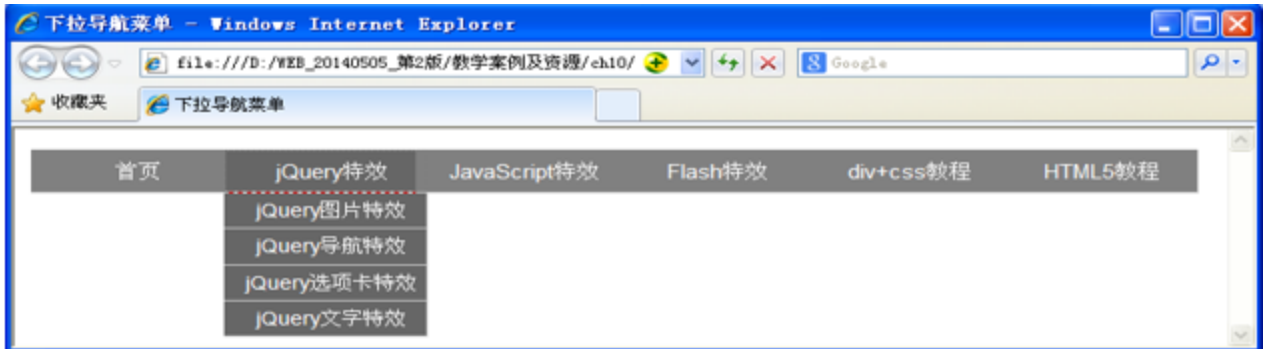 下拉导航菜单 - Windows Internet Explorer
file:///D:/WEB_20140505_第2版/教学案例及资源/ch10/
Google
收藏夹
下拉导航菜单
首页 jQuery特效 JavaScript特效 Flash特效 div+css教程 HTML5教程
jQuery图片特效
jQuery导航特效
jQuery选项卡特效
jQuery文字特效